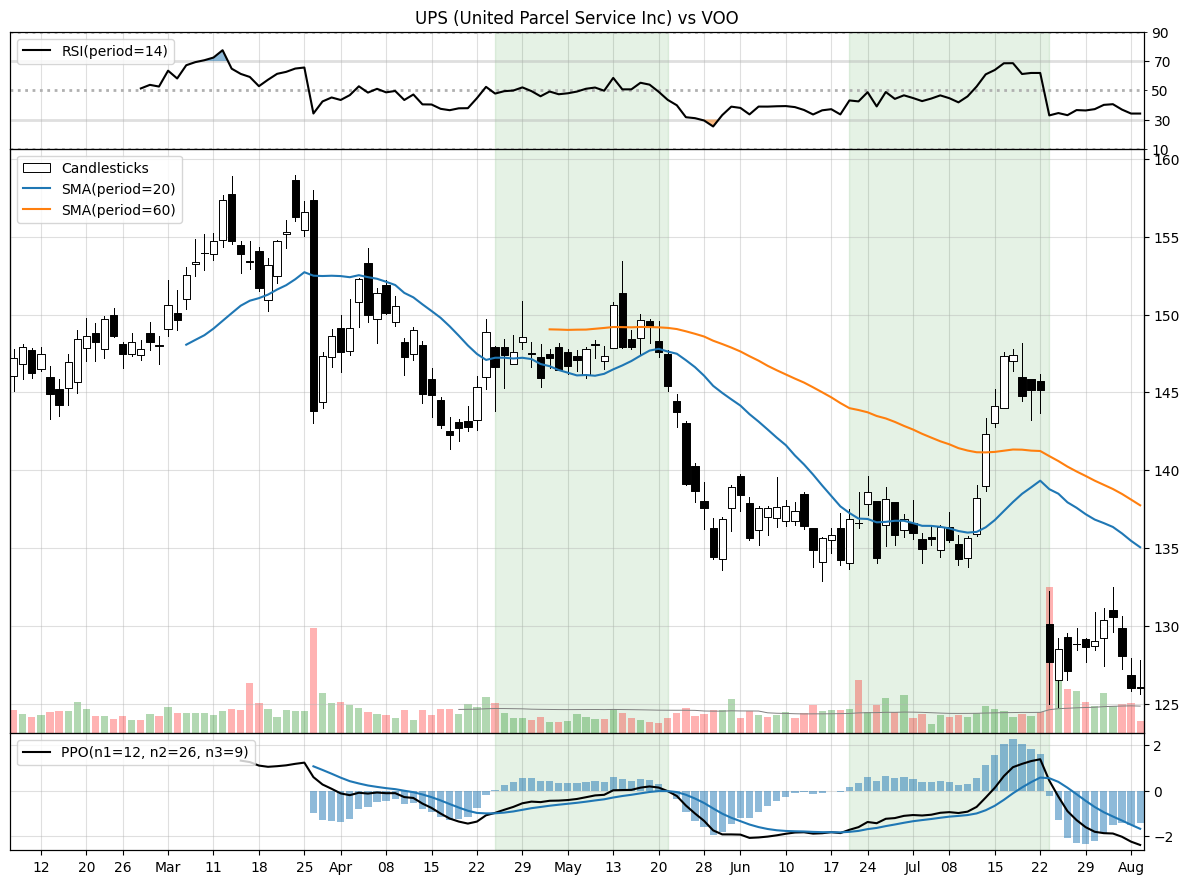 UPS (United Parcel Service Inc) vs VOO
RSI(period=14)
90
70
50
30
10
Candlesticks
SMA(period=20)
SMA(period=60)
160
155
150
145
140
135
130
125
PPO(n1=12, n2=26, n3=9)
2
0
−2
12 20 26 Mar 11 18 25 Apr 08 15 22 29 May 13 20 28 Jun 10 17 24 Jul 08 15 22 29 Aug